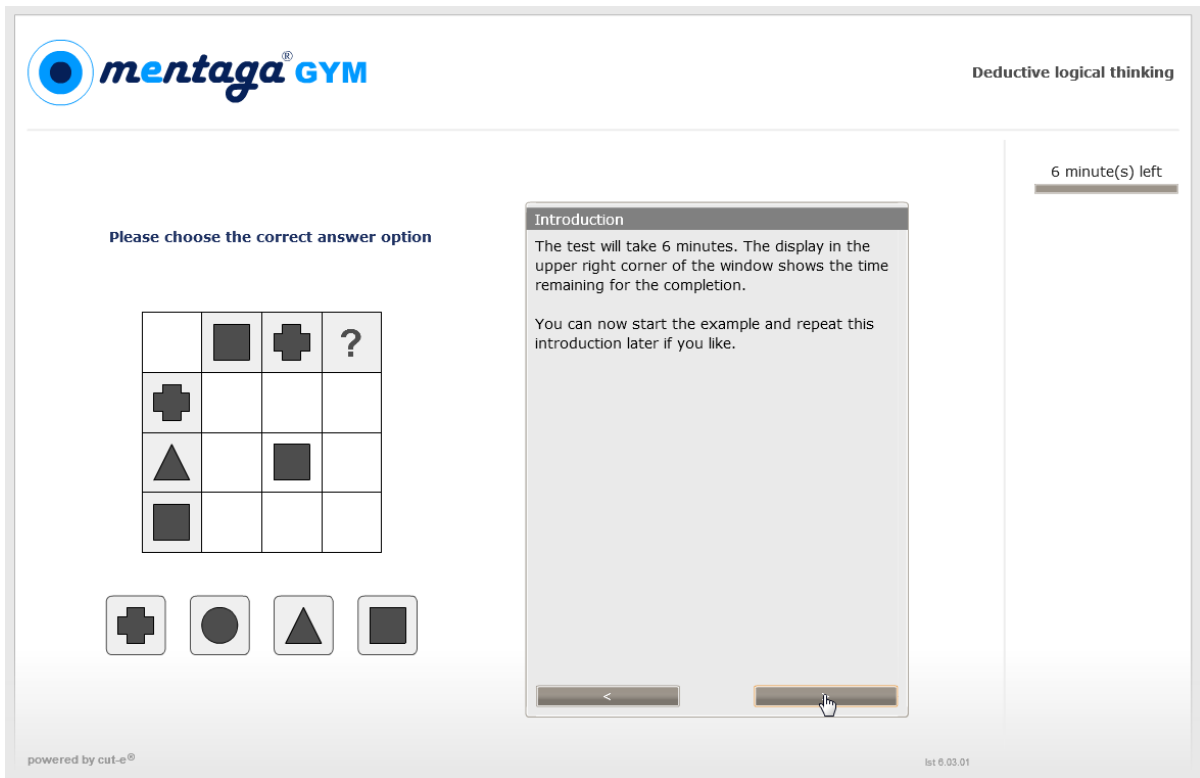 mentaga® GYM
Deductive logical thinking
6 minute(s) left
Please choose the correct answer option
?
Introduction
The test will take 6 minutes. The display in the
upper right corner of the window shows the time
remaining for the completion.
You can now start the example and repeat this
introduction later if you like.
<
powered by cut-e®
lst 6.03.01